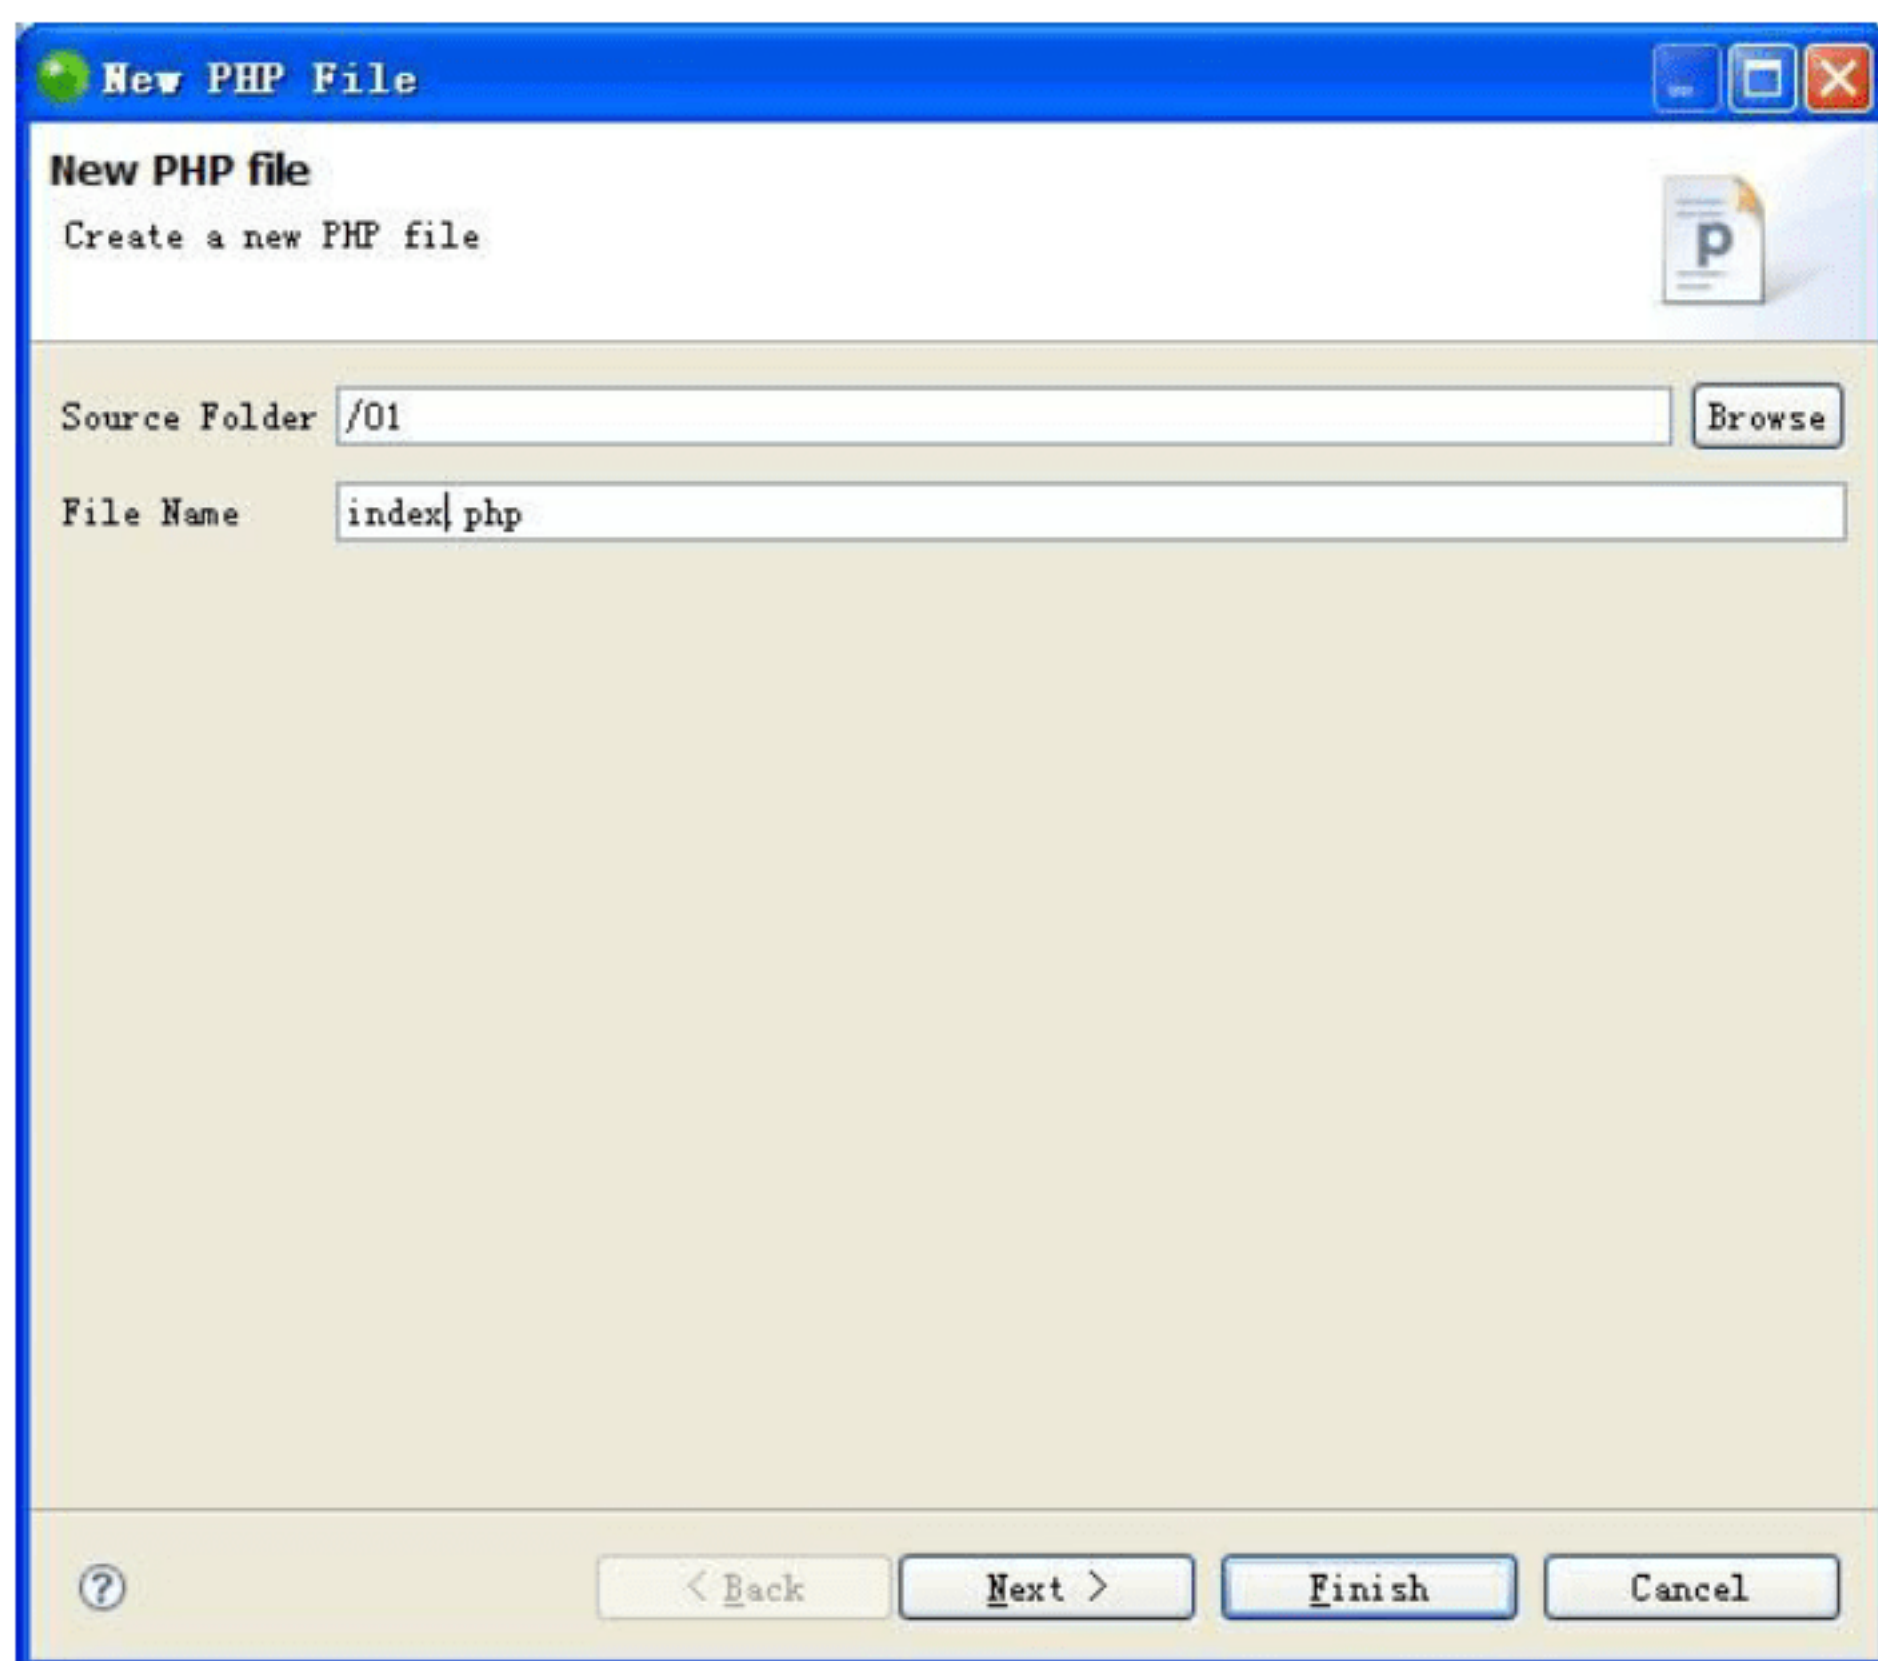 New PHP File
New PHP file
Create a new PHP file
p
Source Folder /01 Browse
File Name index.php
? < Back Next > Finish Cancel